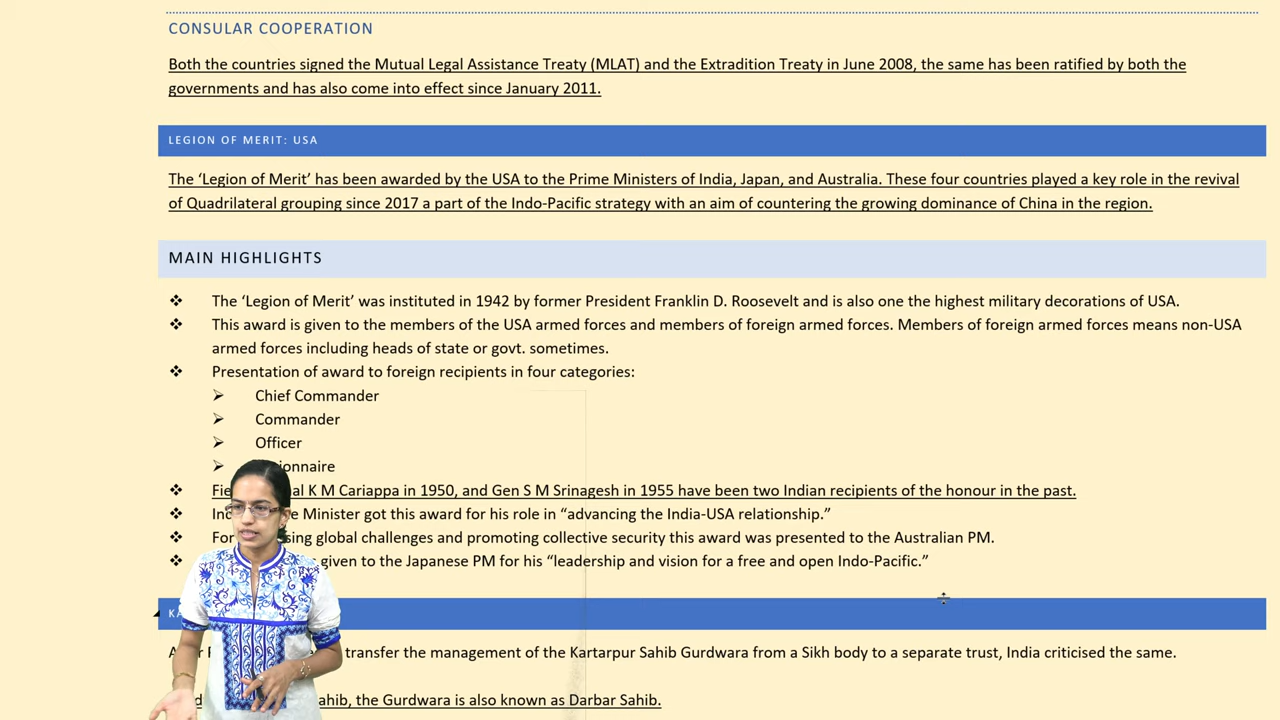 CONSULAR COOPERATION
Both the countries signed the Mutual Legal Assistance Treaty (MLAT) and the Extradition Treaty in June 2008, the same has been ratified by both the
governments and has also come into effect since January 2011.
LEGION OF MERIT: USA
The ‘Legion of Merit’ has been awarded by the USA to the Prime Ministers of India, Japan, and Australia. These four countries played a key role in the revival
of Quadrilateral grouping since 2017 a part of the Indo-Pacific strategy with an aim of countering the growing dominance of China in the region.
MAIN HIGHLIGHTS
❖ The ‘Legion of Merit’ was instituted in 1942 by former President Franklin D. Roosevelt and is also one the highest military decorations of USA.
❖ This award is given to the members of the USA armed forces and members of foreign armed forces. Members of foreign armed forces means non-USA
armed forces including heads of state or govt. sometimes.
❖ Presentation of award to foreign recipients in four categories:
➢ Chief Commander
➢ Commander
➢ Officer
➢
❖ K M Cariappa in 1950, and Gen S M Srinagesh in 1955 have been two Indian recipients of the honour in the past.
❖ Minister got this award for his role in “advancing the India-USA relationship.”
❖ For global challenges and promoting collective security this award was presented to the Australian PM.
❖ given to the Japanese PM for his “leadership and vision for a free and open Indo-Pacific.”
transfer the management of the Kartarpur Sahib Gurdwara from a Sikh body to a separate trust, India criticised the same.
the Gurdwara is also known as Darbar Sahib.